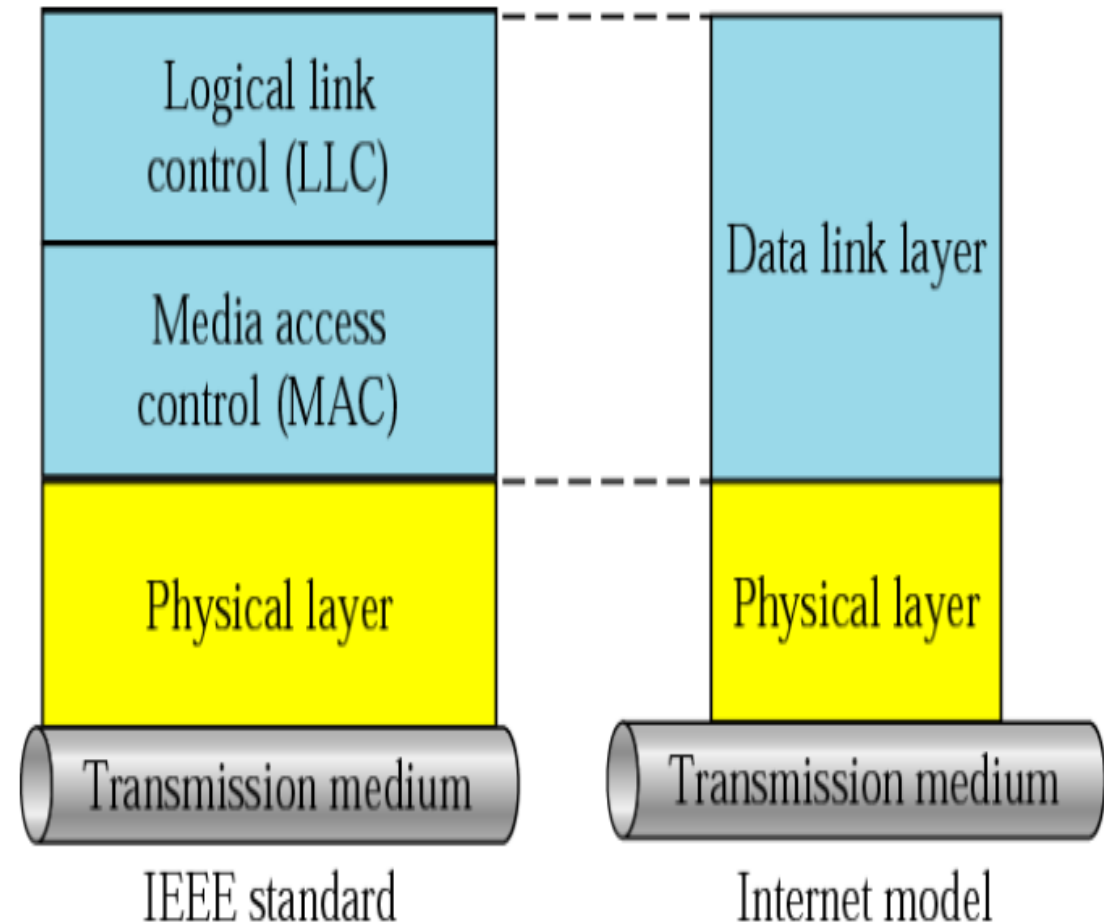 Logical link
control (LLC)
Media access
control (MAC)
Physical layer
Transmission medium
IEEE standard
Data link layer
Physical layer
Transmission medium
Internet model